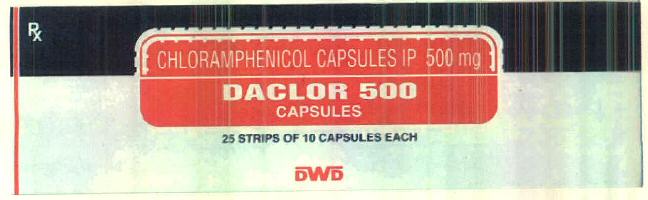 Rx
CHLORAMPHENICOL CAPSULES IP 500 mg
DACLOR 500
CAPSULES
25 STRIPS OF 10 CAPSULES EACH
DWD